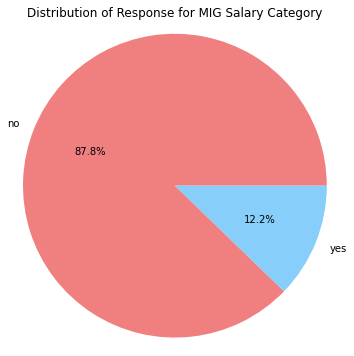 Distribution of Response for MIG Salary Category
no
87.8%
12.2%
yes